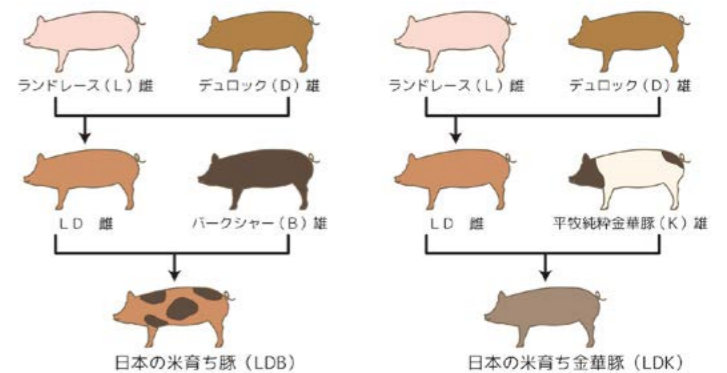 ランドレース(L)雌
デュロック(D)雄
LD 雌
バークシャー(B)雄
日本の米育ち豚(LDB)
ランドレース(L)雌
デュロック(D)雄
LD 雌
平牧純粋金華豚(K)雄
日本の米育ち金華豚(LDK)